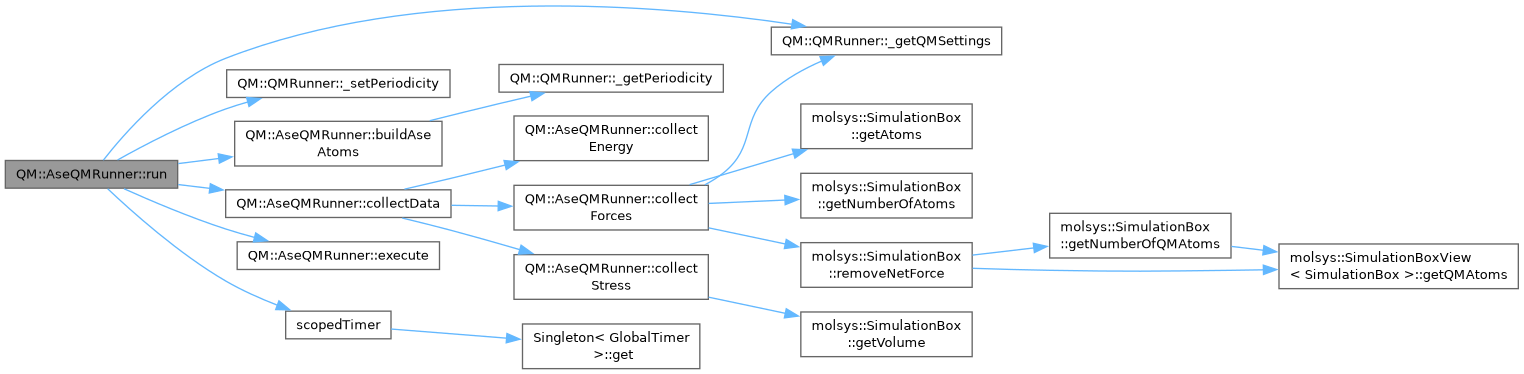 QM::AseQMRunner::run
QM::QMRunner::_setPeriodicity
QM::AseQMRunner::buildAse
Atoms
QM::AseQMRunner::collectData
QM::AseQMRunner::execute
scopedTimer
QM::QMRunner::_getPeriodicity
QM::AseQMRunner::collect
Energy
QM::AseQMRunner::collect
Forces
QM::AseQMRunner::collect
Stress
Singleton< GlobalTimer
>::get
QM::QMRunner::_getQMSettings
molsys::SimulationBox
::getAtoms
molsys::SimulationBox
::getNumberOfAtoms
molsys::SimulationBox
::removeNetForce
molsys::SimulationBox
::getVolume
molsys::SimulationBox
::getNumberOfQMAtoms
molsys::SimulationBoxView
< SimulationBox >::getQMAtoms